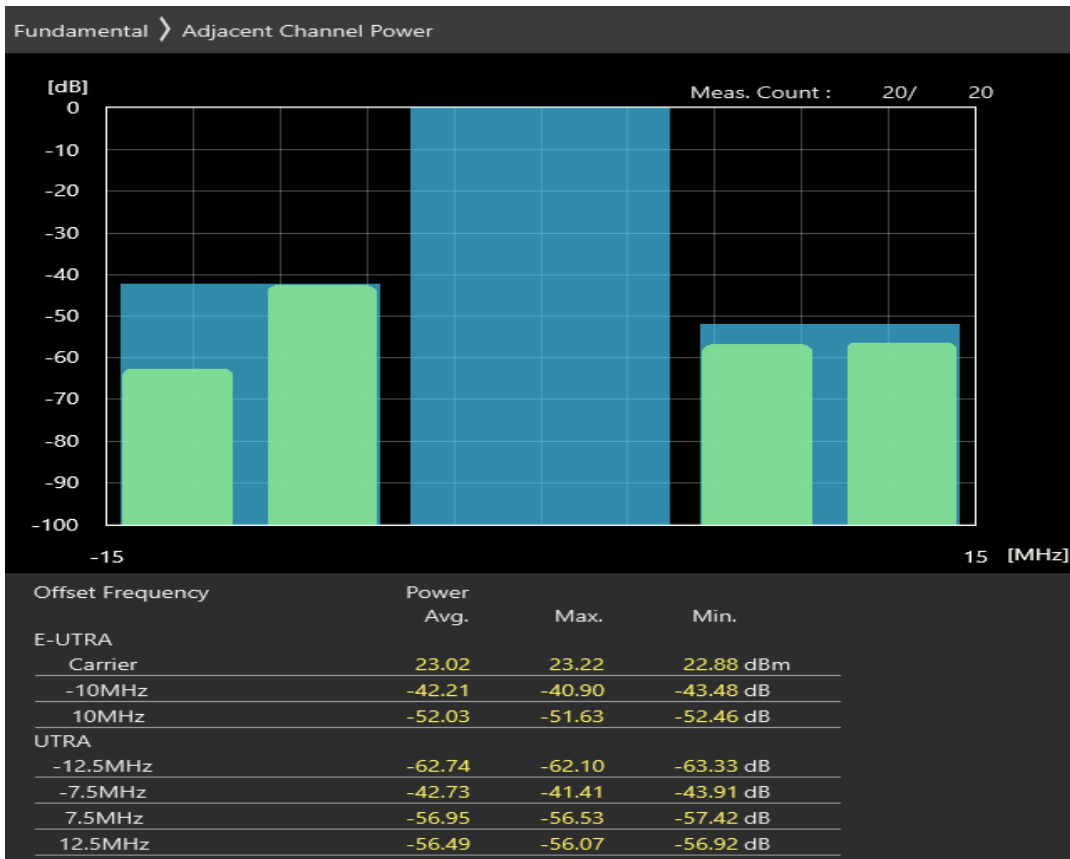 Fundamental 〉 Adjacent Channel Power
[dB]
Meas. Count : 20/ 20
0
-10
-20
-30
-40
-50
-60
-70
-80
-90
-100
-15 15 [MHz]
Offset Frequency Power
Avg. Max. Min.
E-UTRA
Carrier 23.02 23.22 22.88 dBm
-10MHz -42.21 -40.90 -43.48 dB
10MHz -52.03 -51.63 -52.46 dB
UTRA
-12.5MHz -62.74 -62.10 -63.33 dB
-7.5MHz -42.73 -41.41 -43.91 dB
7.5MHz -56.95 -56.53 -57.42 dB
12.5MHz -56.49 -56.07 -56.92 dB